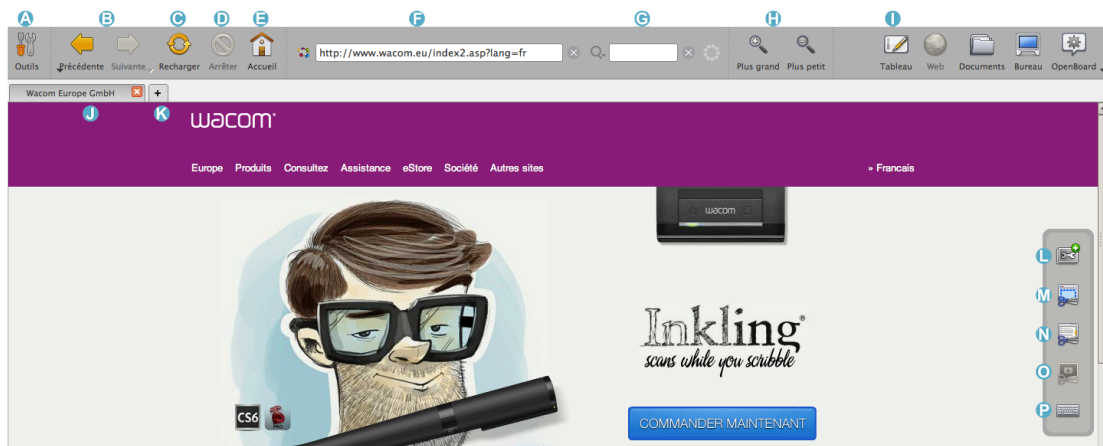 A B C D E F G H I
http://www.wacom.eu/index2.asp?lang=fr
Outils Précédente Suivante Recharger Arrêter Accueil Plus grand Plus petit Tableau Web Documents Bureau OpenBoard
Wacom Europe GmbH +
J K
wacom
Europe Produits Consultez Assistance eStore Société Autres sites » Francais
wacom
L
M
Inkling
N
scans while you scribble
O
CS6 PRO P
COMMANDER MAINTENANT